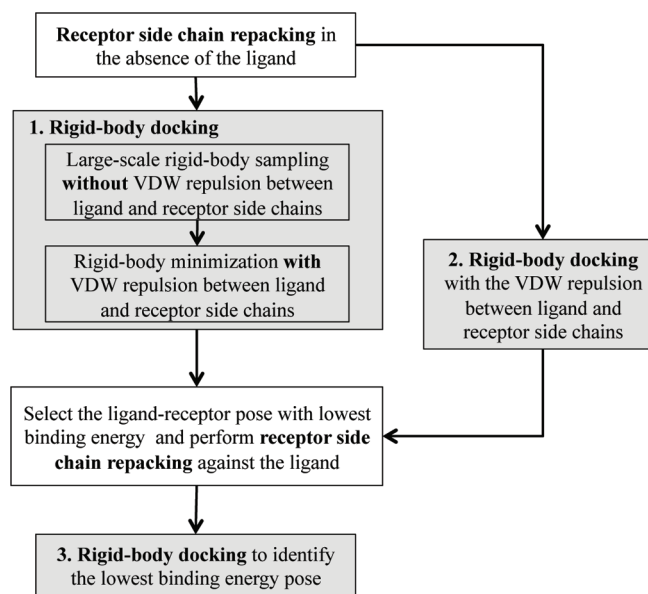 Receptor side chain repacking in
the absence of the ligand
1. Rigid-body docking
Large-scale rigid-body sampling
without VDW repulsion between
ligand and receptor side chains
Rigid-body minimization with
VDW repulsion between ligand
and receptor side chains
2. Rigid-body docking
with the VDW repulsion
between ligand and
receptor side chains
Select the ligand-receptor pose with lowest
binding energy and perform receptor side
chain repacking against the ligand
3. Rigid-body docking to identify
the lowest binding energy pose